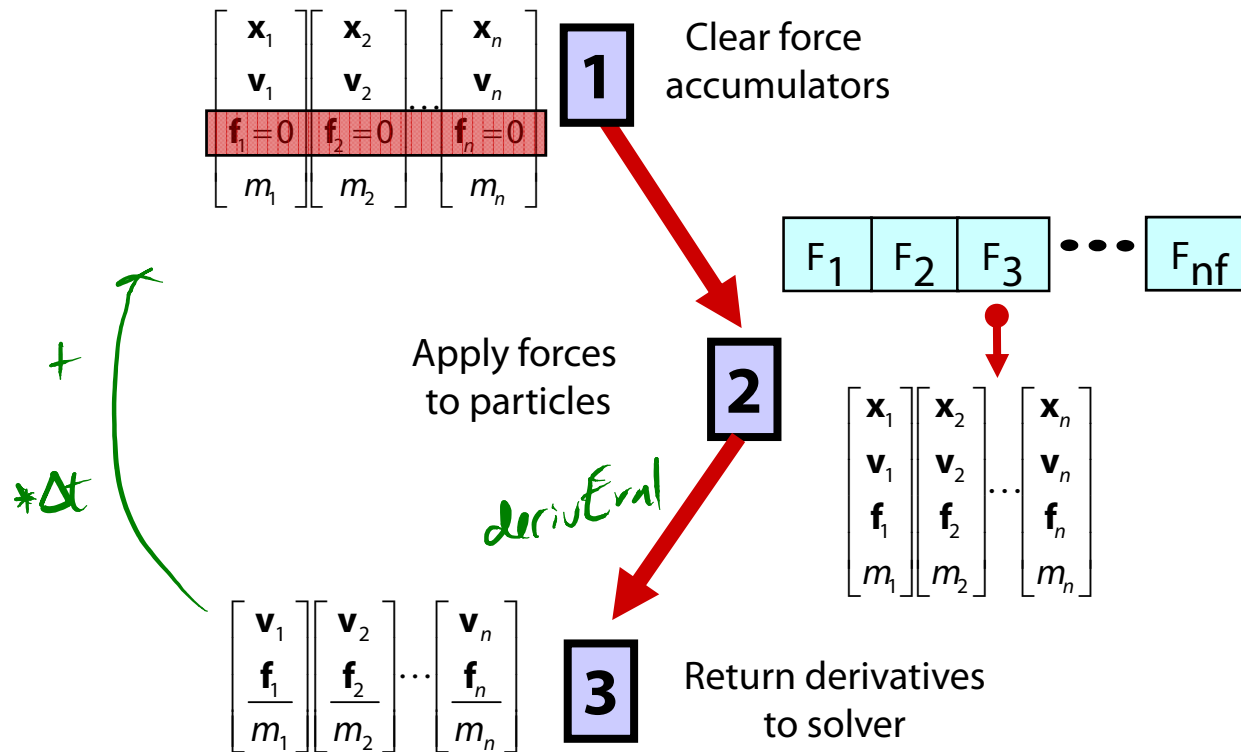 x₁ x₂ xₙ
v₁ v₂ … vₙ
f₁=0 f₂=0 fₙ=0
m₁ m₂ mₙ
1
Clear force
accumulators
F₁ F₂ F₃ ••• F_nf
Apply forces
to particles
2
x₁ x₂ xₙ
v₁ v₂ vₙ
…
f₁ f₂ fₙ
m₁ m₂ mₙ
+
*Δt
derivEval
v₁ v₂ … vₙ
f₁ f₂ fₙ
m₁ m₂ mₙ
3
Return derivatives
to solver